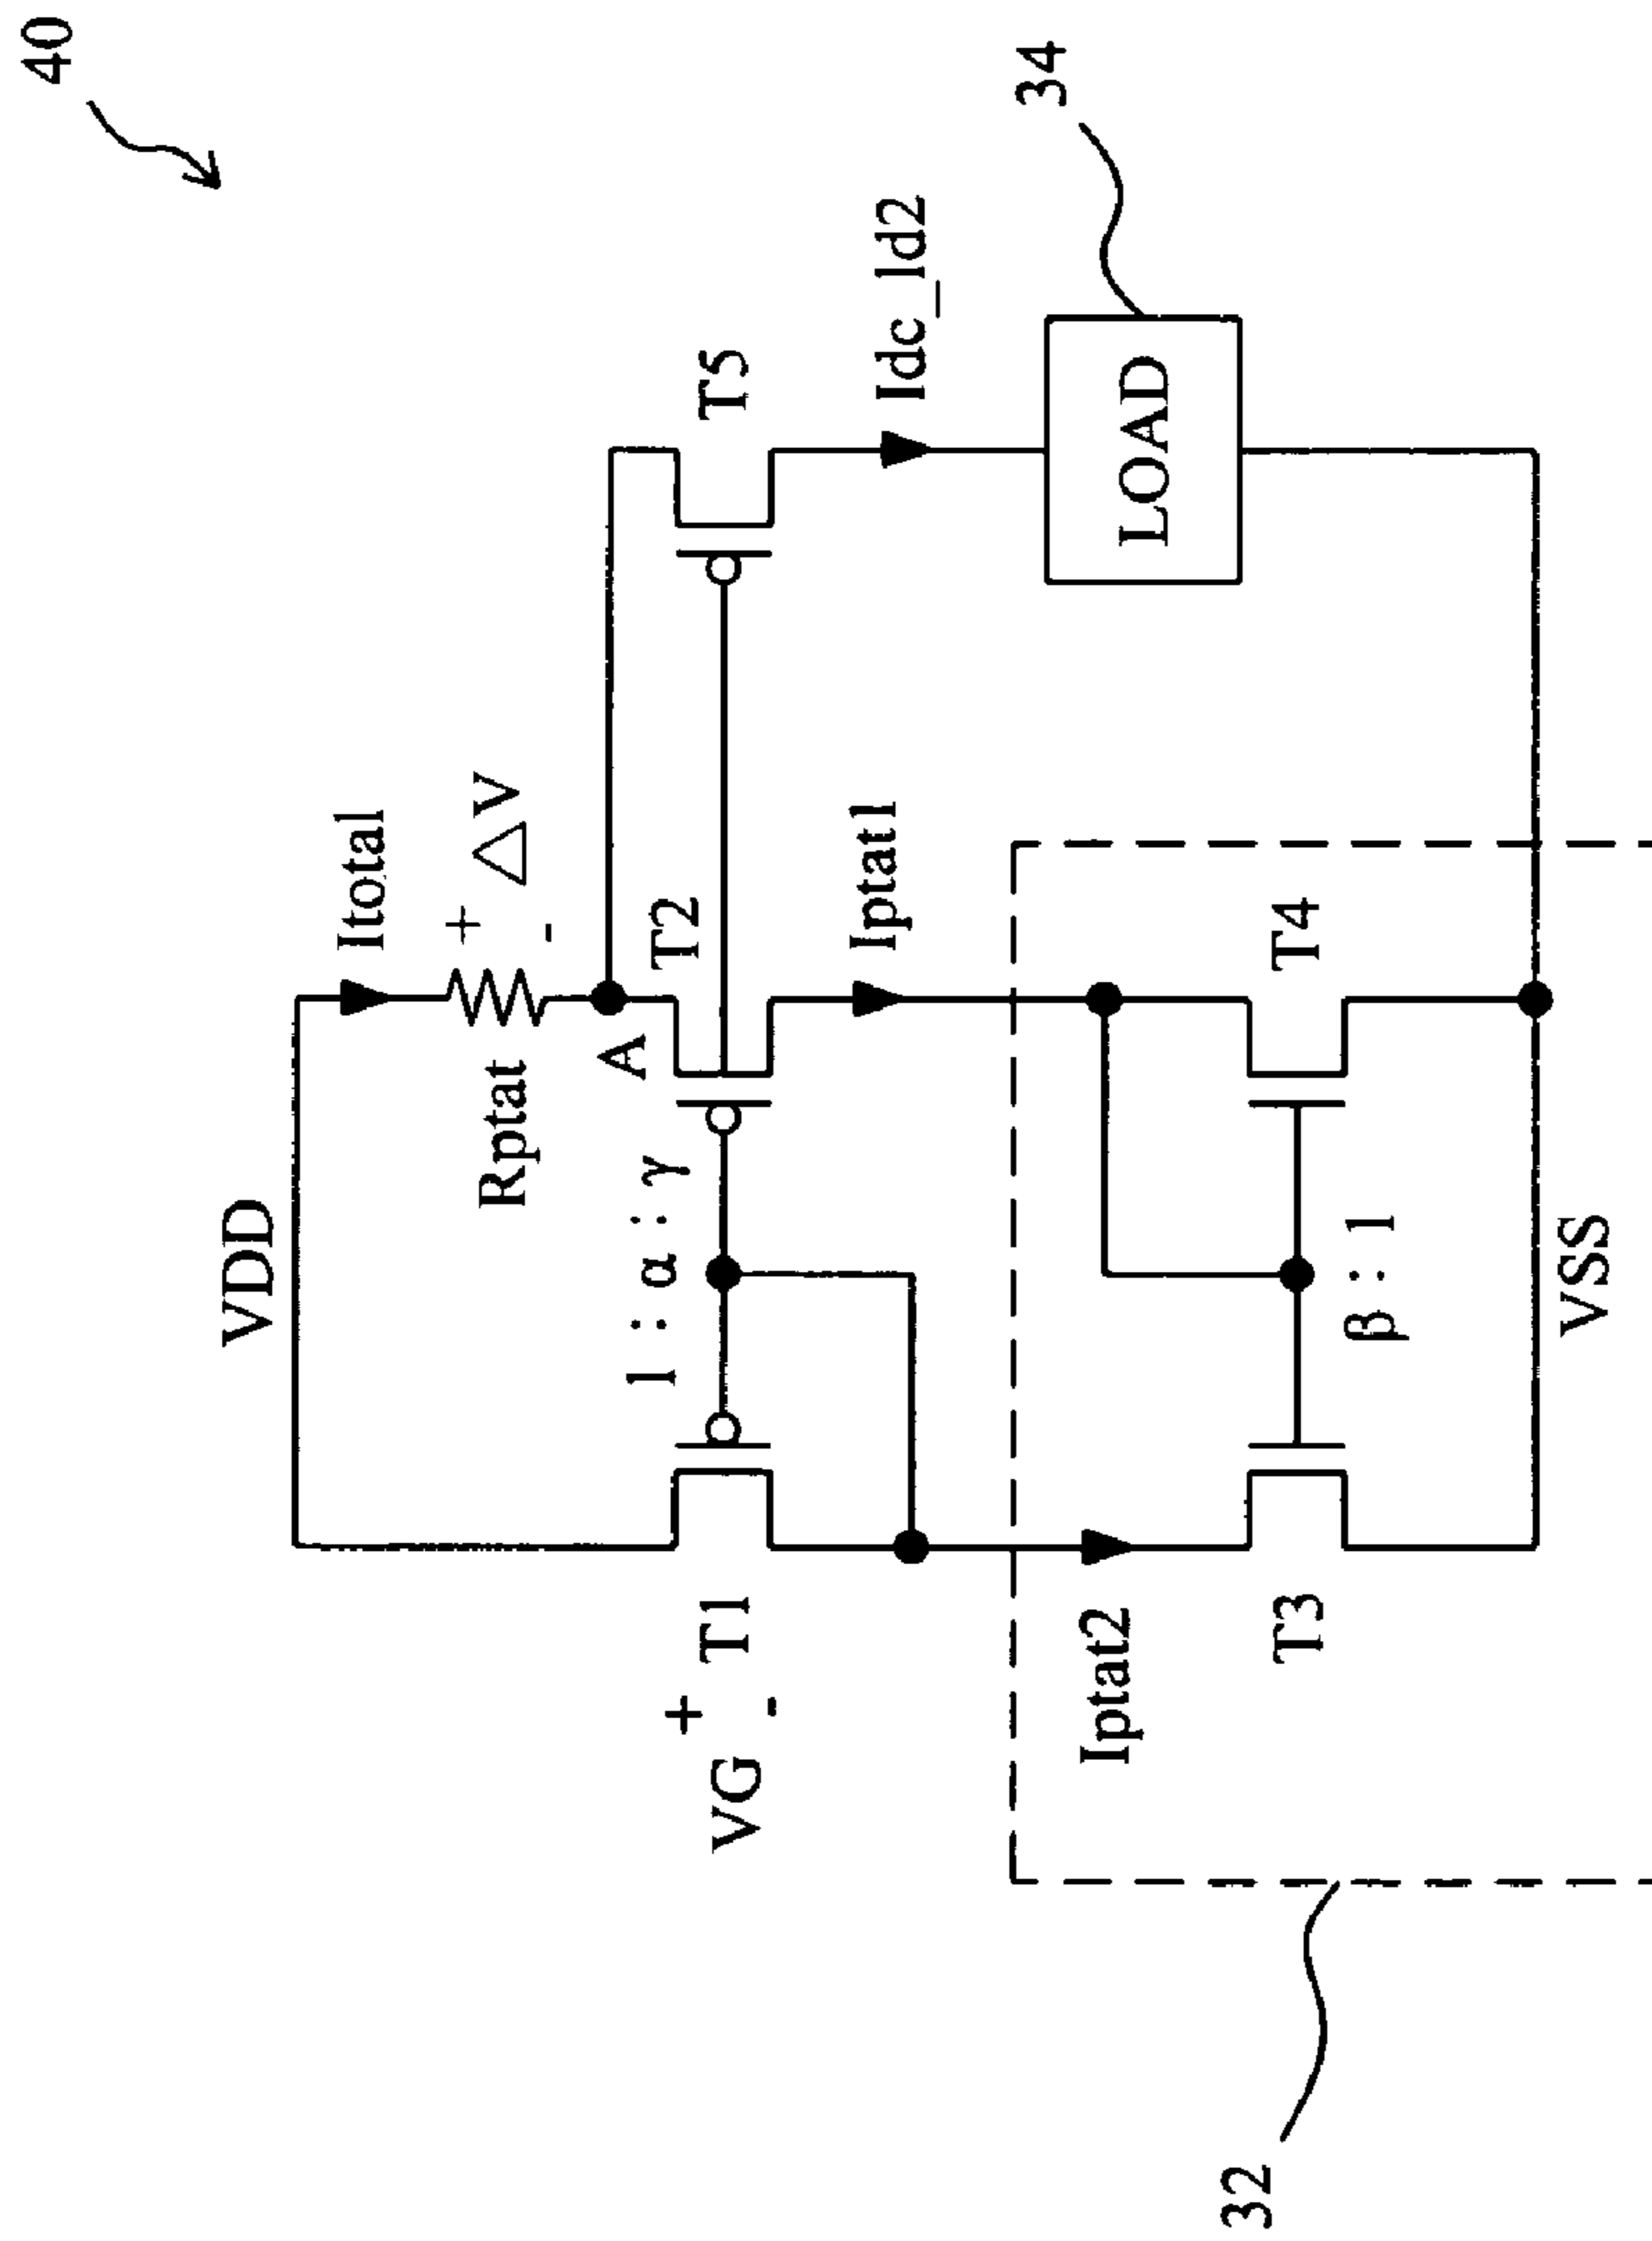 40
VDD
Itotal
Rptat
+
△V
-
A
1 : α : γ
T2
T5
VG
+
-
T1
Iptat1
Idc_ld2
34
LOAD
Iptat2
T3
T4
β : 1
32
VSS